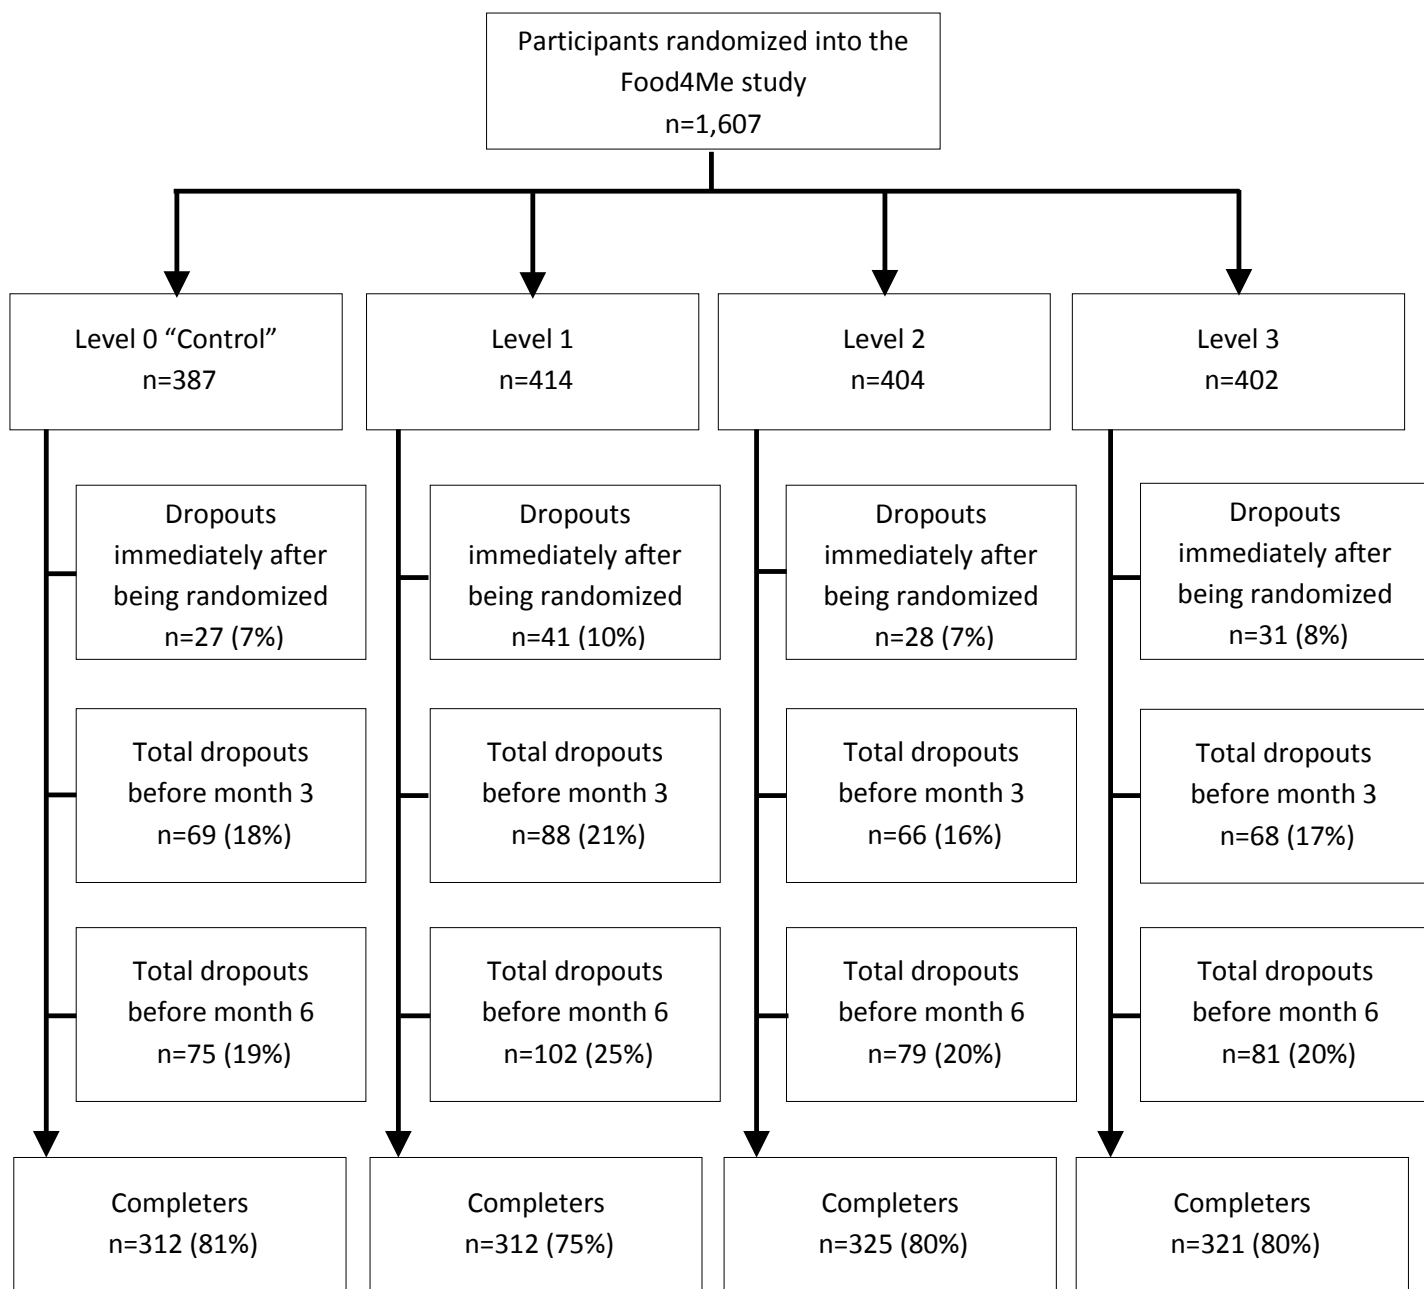 Participants randomized into the
Food4Me study
n=1,607
Level 0 “Control”
n=387
Level 1
n=414
Level 2
n=404
Level 3
n=402
Dropouts
immediately after
being randomized
n=27 (7%)
Dropouts
immediately after
being randomized
n=41 (10%)
Dropouts
immediately after
being randomized
n=28 (7%)
Dropouts
immediately after
being randomized
n=31 (8%)
Total dropouts
before month 3
n=69 (18%)
Total dropouts
before month 3
n=88 (21%)
Total dropouts
before month 3
n=66 (16%)
Total dropouts
before month 3
n=68 (17%)
Total dropouts
before month 6
n=75 (19%)
Total dropouts
before month 6
n=102 (25%)
Total dropouts
before month 6
n=79 (20%)
Total dropouts
before month 6
n=81 (20%)
Completers
n=312 (81%)
Completers
n=312 (75%)
Completers
n=325 (80%)
Completers
n=321 (80%)